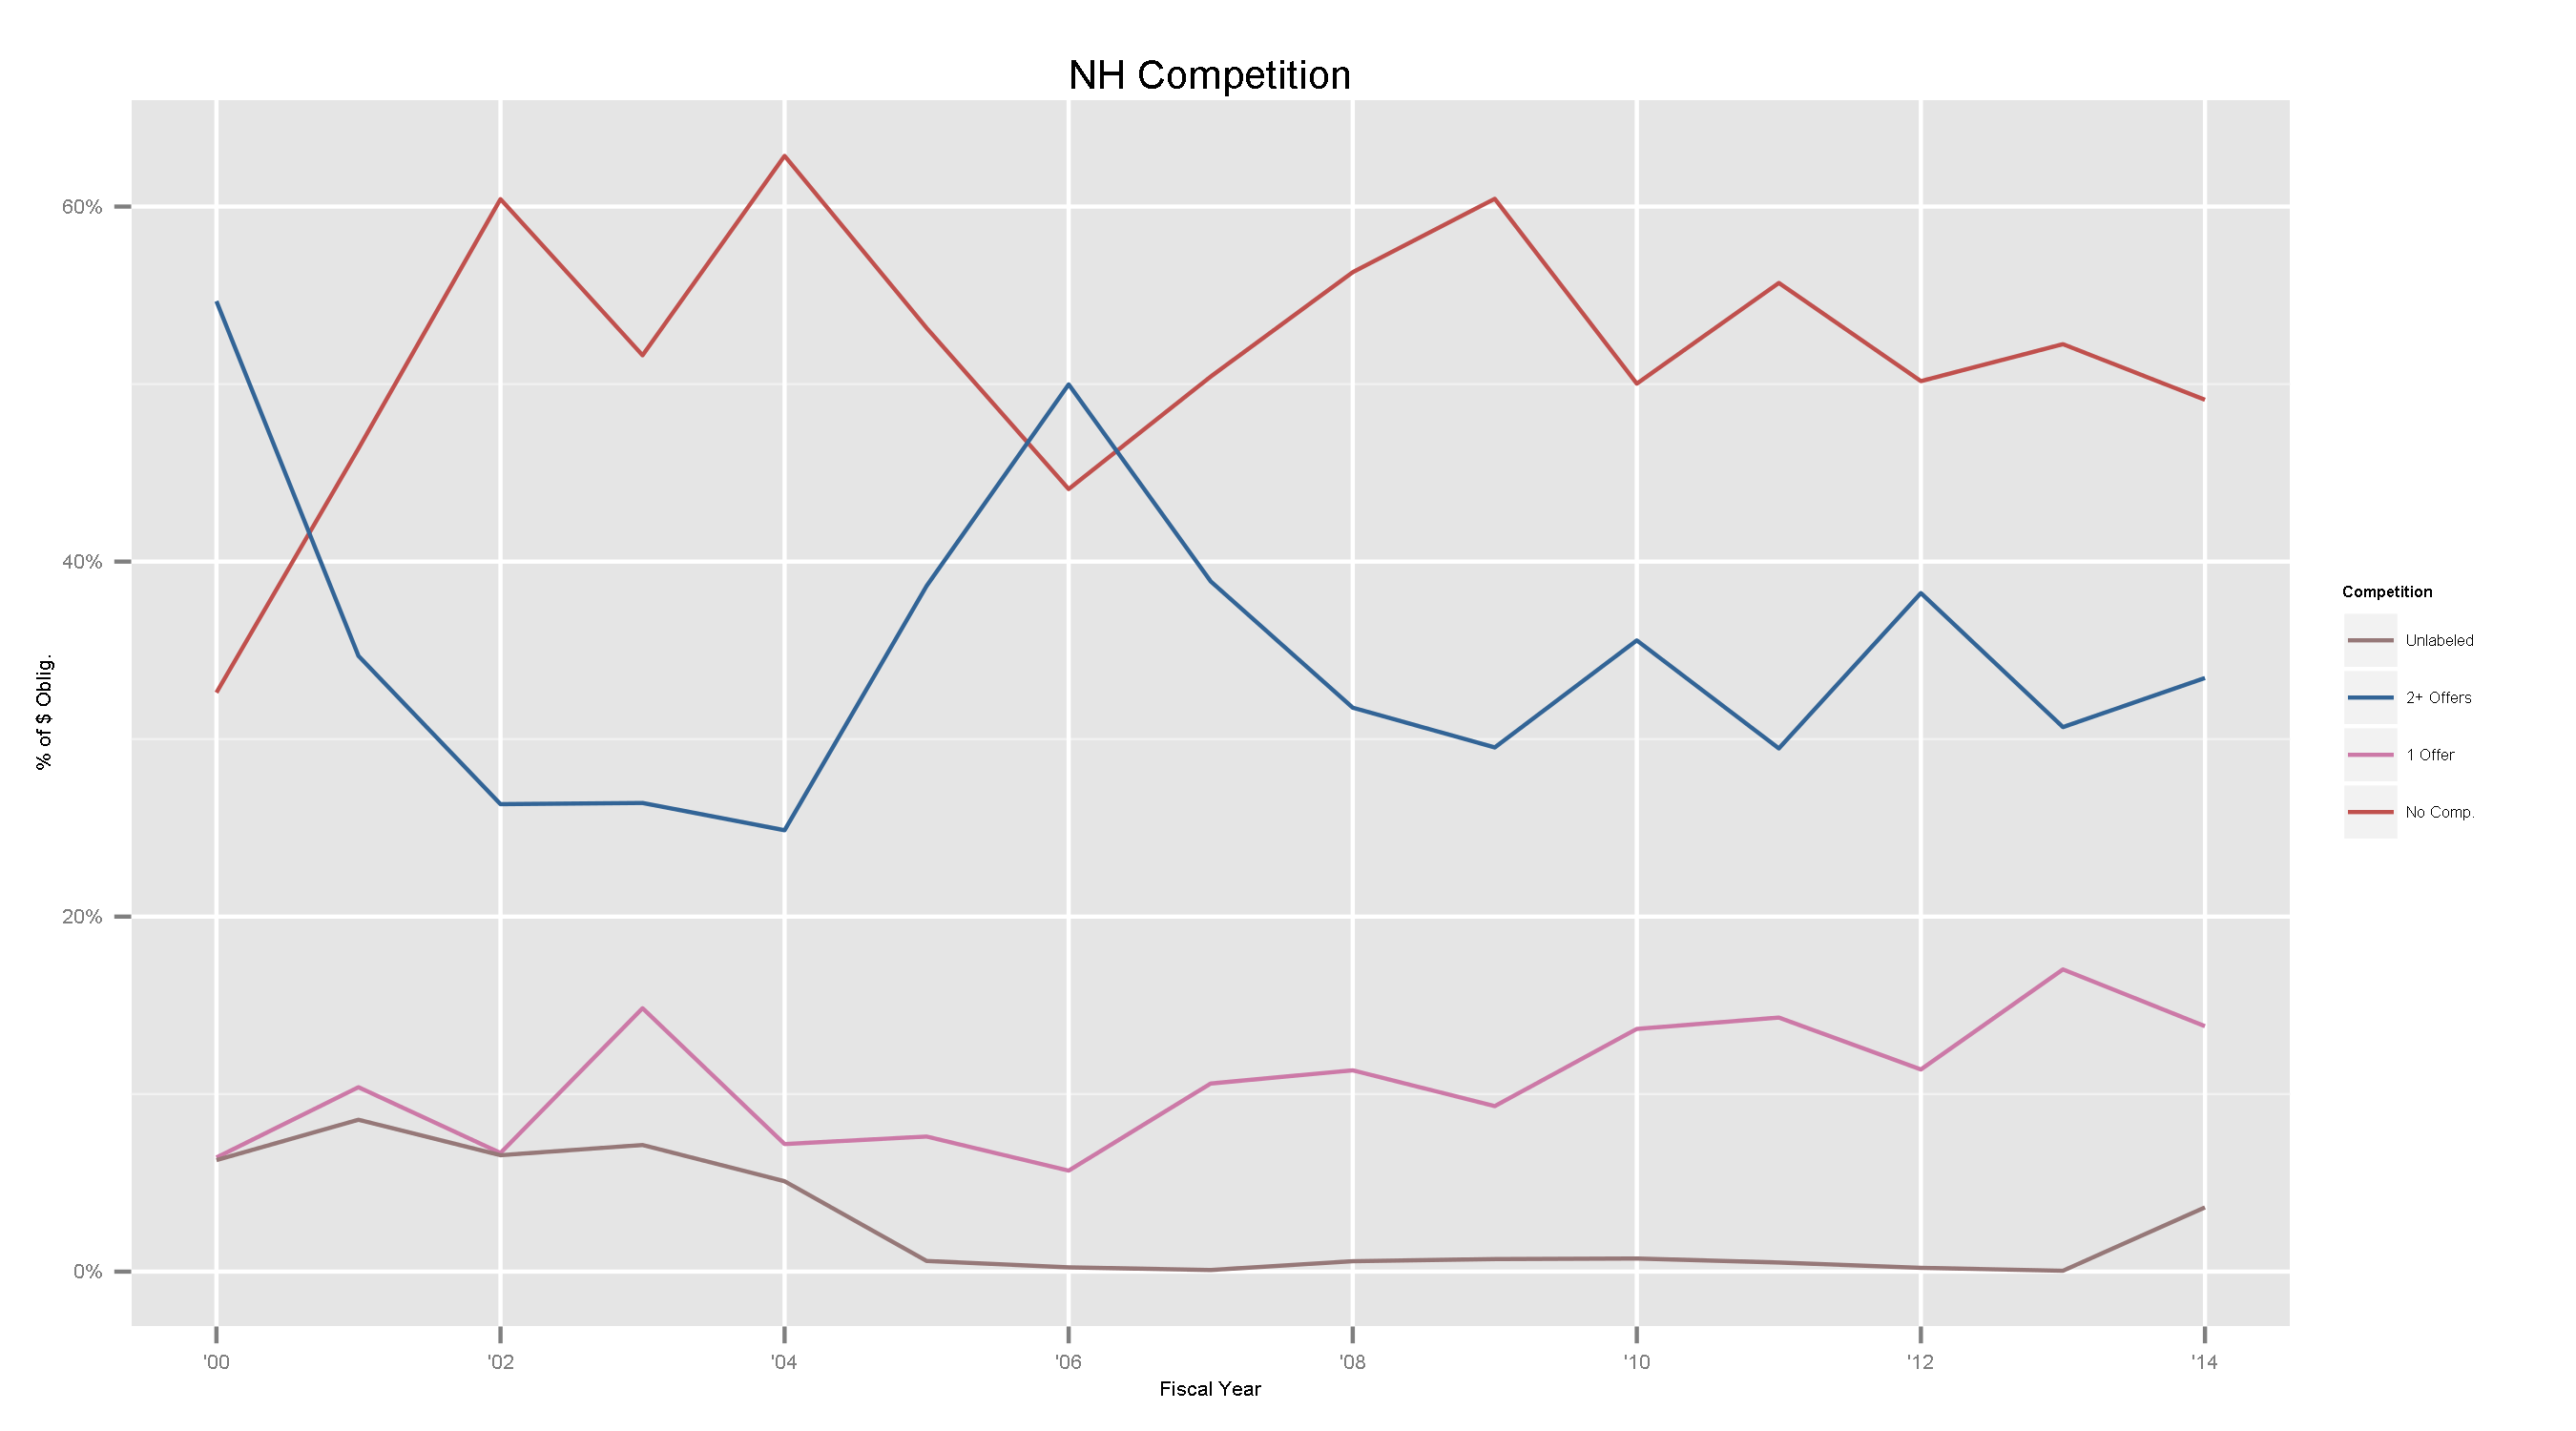 NH Competition
60%
40%
20%
0%
% of $ Oblig.
'00 '02 '04 '06 '08 '10 '12 '14
Fiscal Year
Competition
Unlabeled
2+ Offers
1 Offer
No Comp.